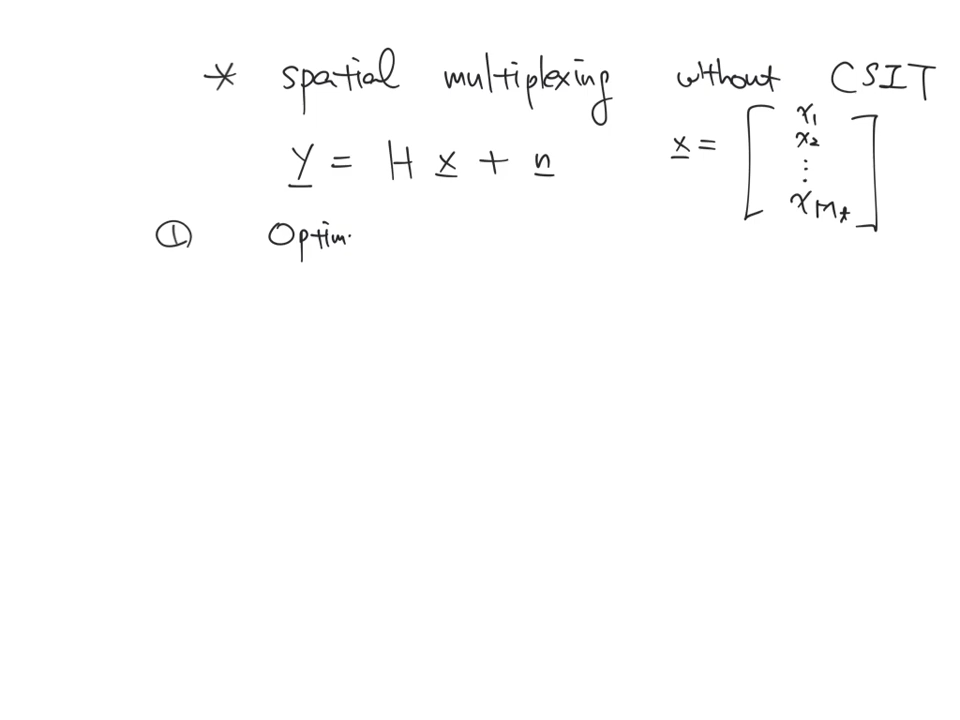 * spatial multiplexing without CSIT
Y = H x + n
x = [ x1 x2 ⋮ xMt ]
① Optim